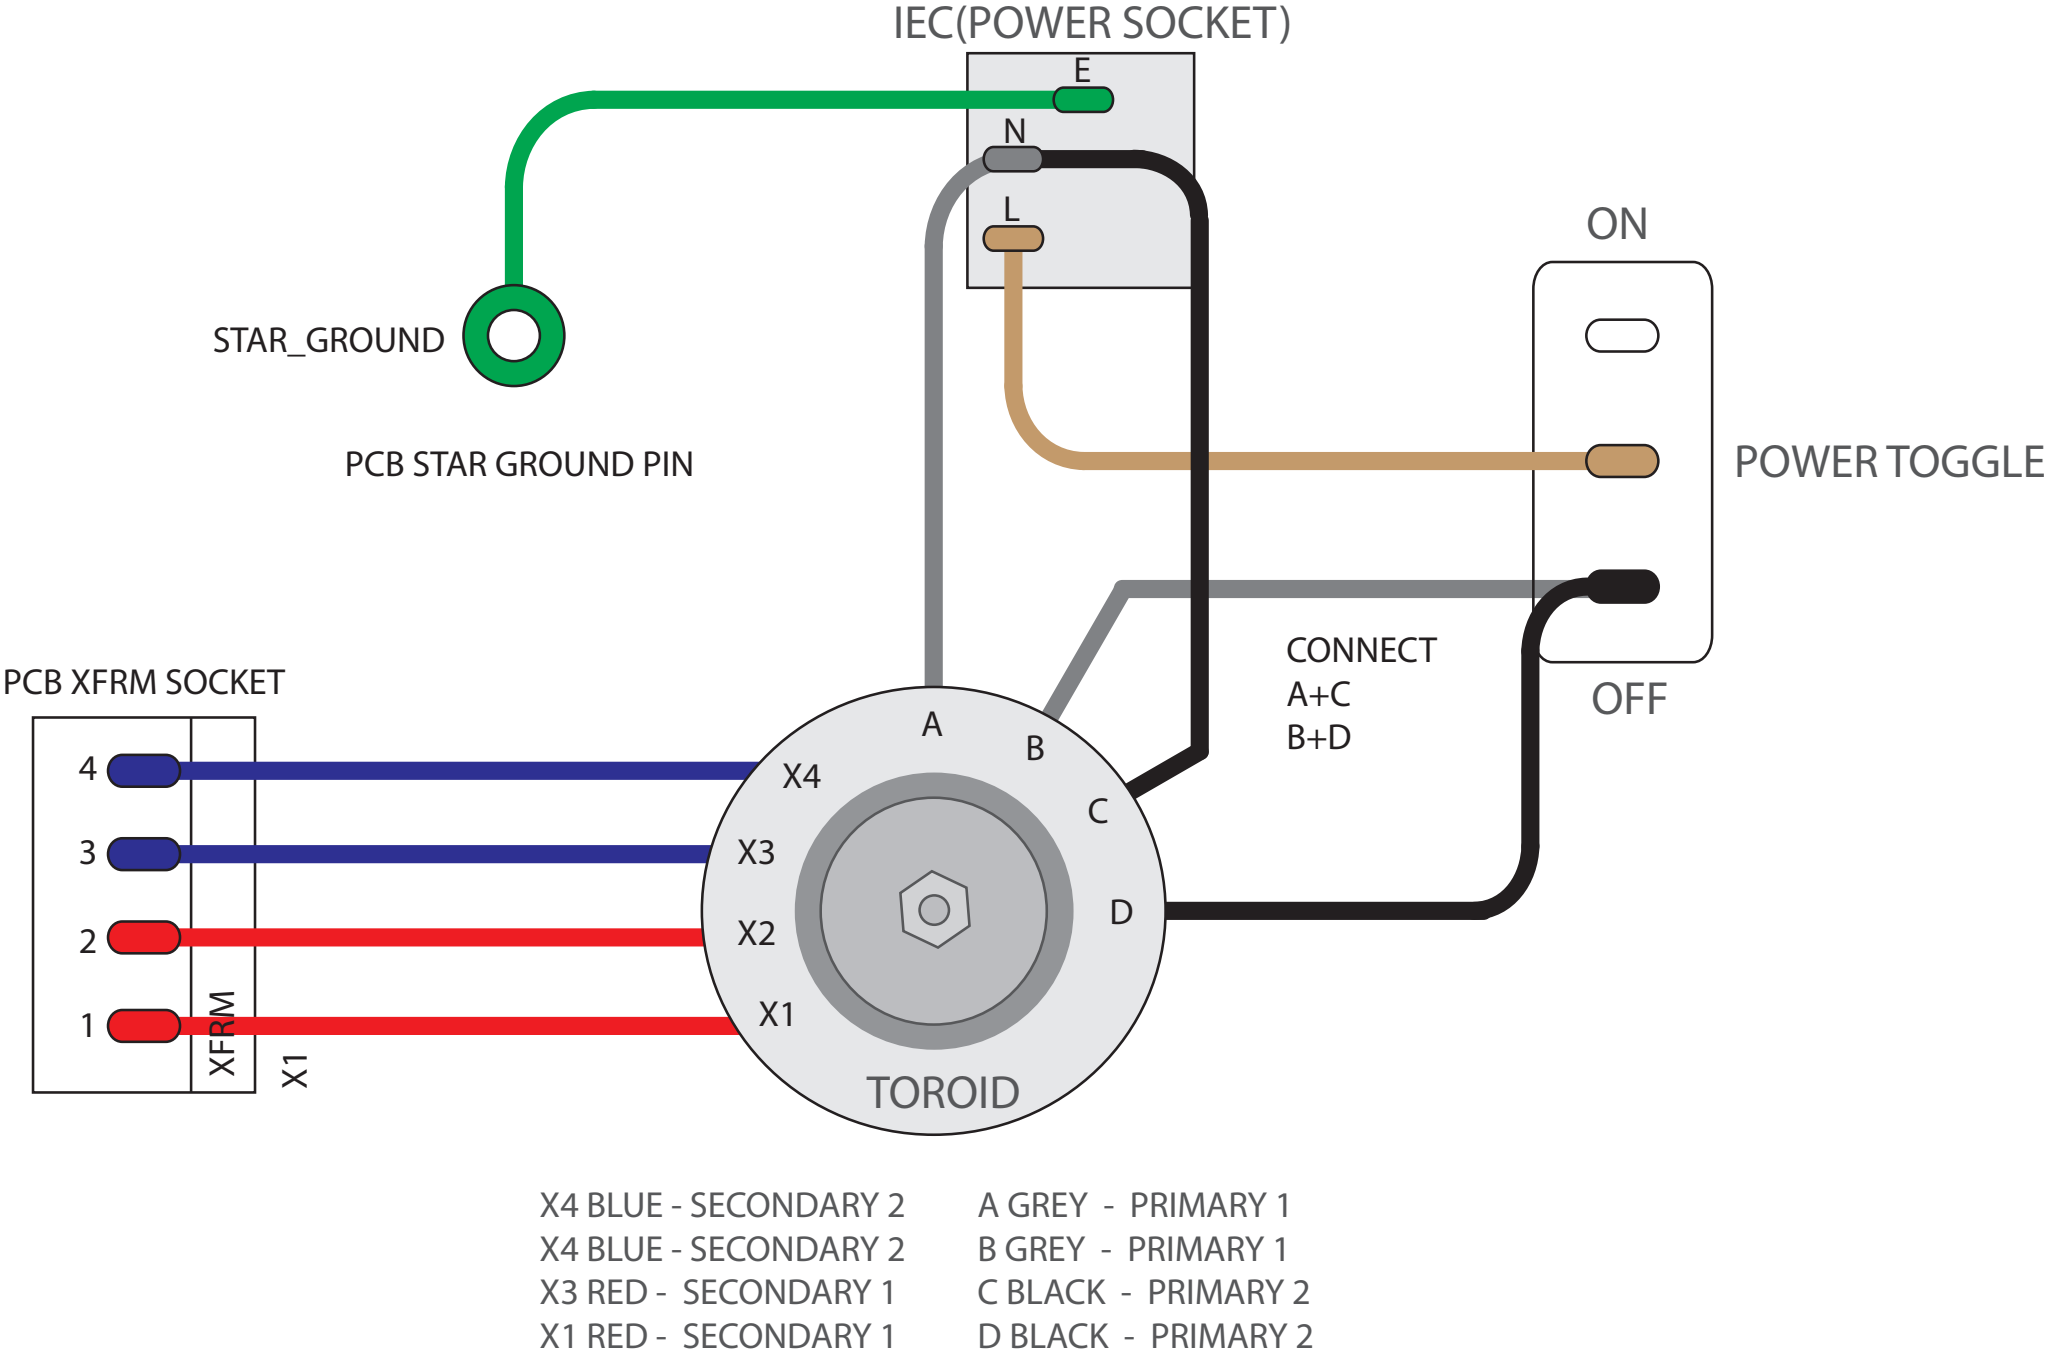 IEC(POWER SOCKET)
E
N
L
ON
STAR_GROUND
PCB STAR GROUND PIN
POWER TOGGLE
CONNECT
A+C
B+D
OFF
PCB XFRM SOCKET
A
B
C
D
4
3
2
1
X4
X3
X2
X1
XFRM
X1
TOROID
X4 BLUE - SECONDARY 2
X4 BLUE - SECONDARY 2
X3 RED - SECONDARY 1
X1 RED - SECONDARY 1
A GREY - PRIMARY 1
B GREY - PRIMARY 1
C BLACK - PRIMARY 2
D BLACK - PRIMARY 2